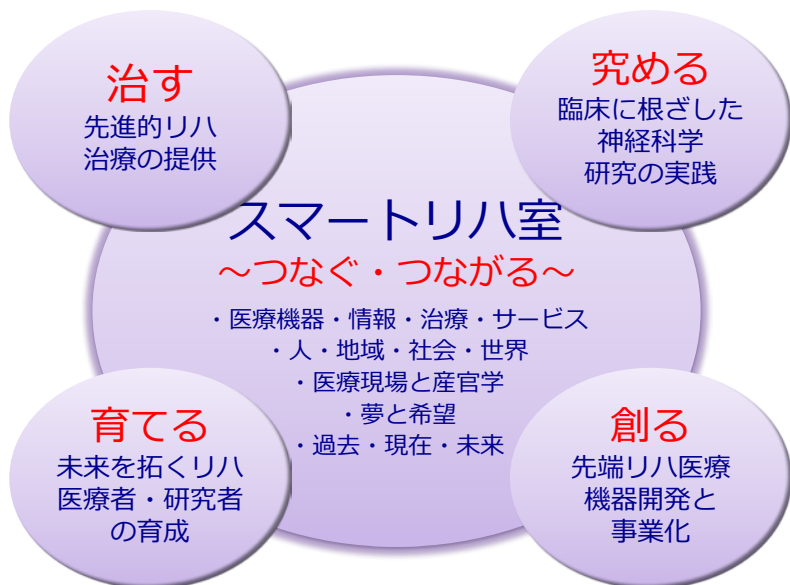 治す
先進的リハ
治療の提供
究める
臨床に根ざした
神経科学
研究の実践
スマートリハ室
～つなぐ・つながる～
・医療機器・情報・治療・サービス
・人・地域・社会・世界
・医療現場と産官学
・夢と希望
・過去・現在・未来
育てる
未来を拓くリハ
医療者・研究者
の育成
創る
先端リハ医療
機器開発と
事業化